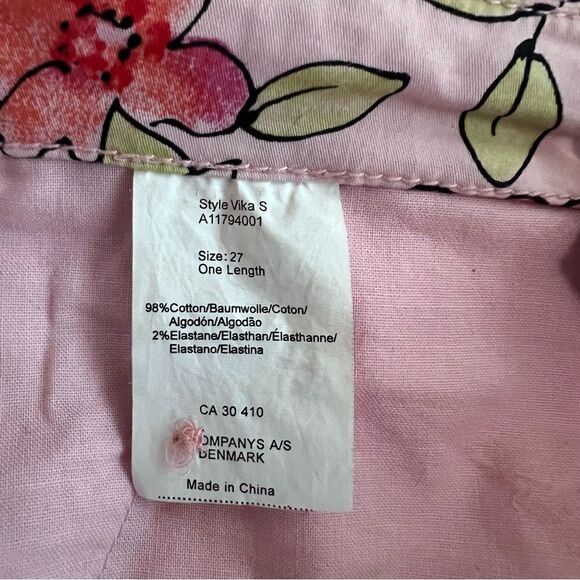 Style Vika S
A11794001
Size: 27
One Length
98%Cotton/Baumwolle/Coton/
Algodón/Algodão
2%Elastane/Elasthan/Élasthanne/
Elastano/Elastina
CA 30 410
OMPANYS A/S
DENMARK
Made in China